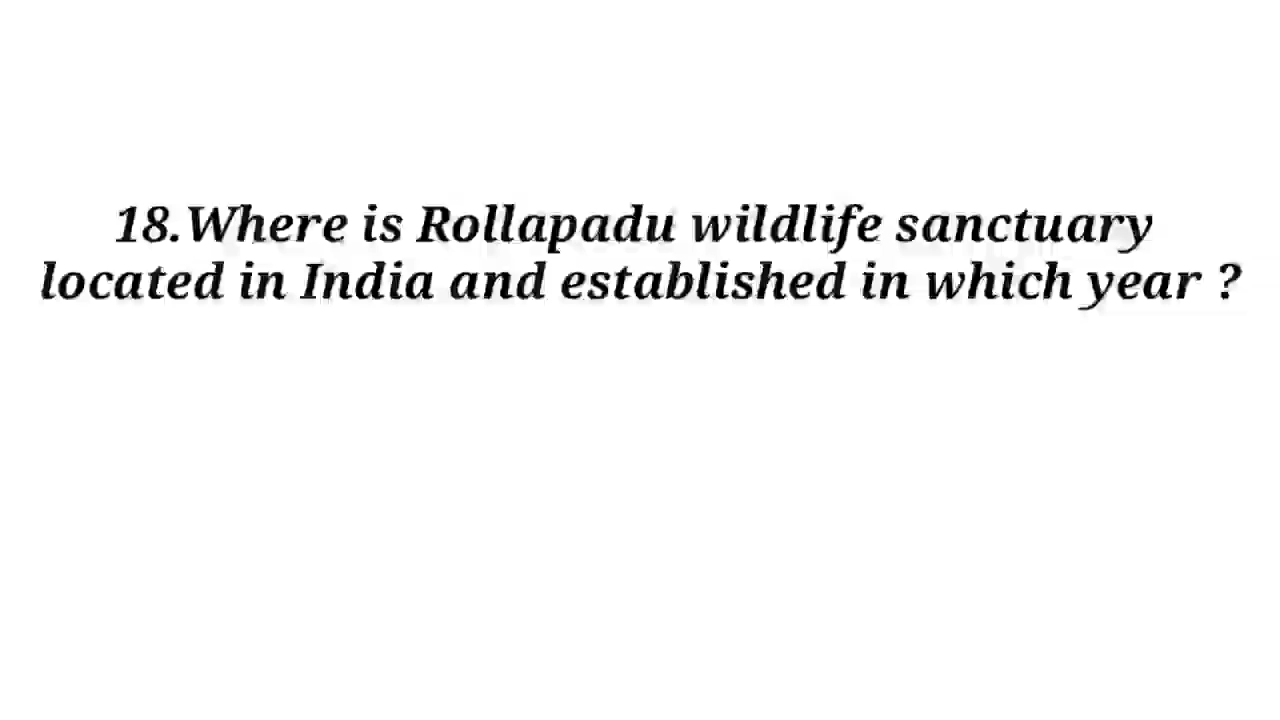 18.Where is Rollapadu wildlife sanctuary
located in India and established in which year ?